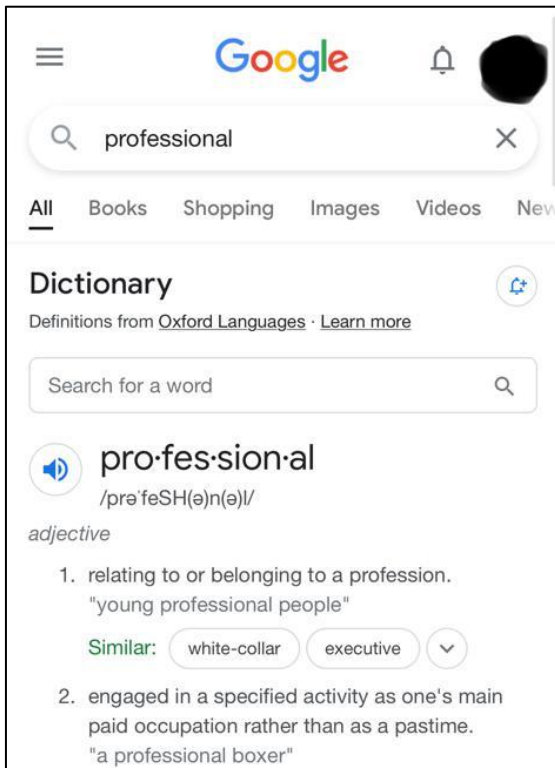 Google
professional
All Books Shopping Images Videos
Dictionary
Definitions from Oxford Languages · Learn more
Search for a word
pro·fes·sion·al
/prəˈfeSH(ə)n(ə)l/
adjective
1. relating to or belonging to a profession.
"young professional people"
Similar: white-collar executive
2. engaged in a specified activity as one's main
paid occupation rather than as a pastime.
"a professional boxer"